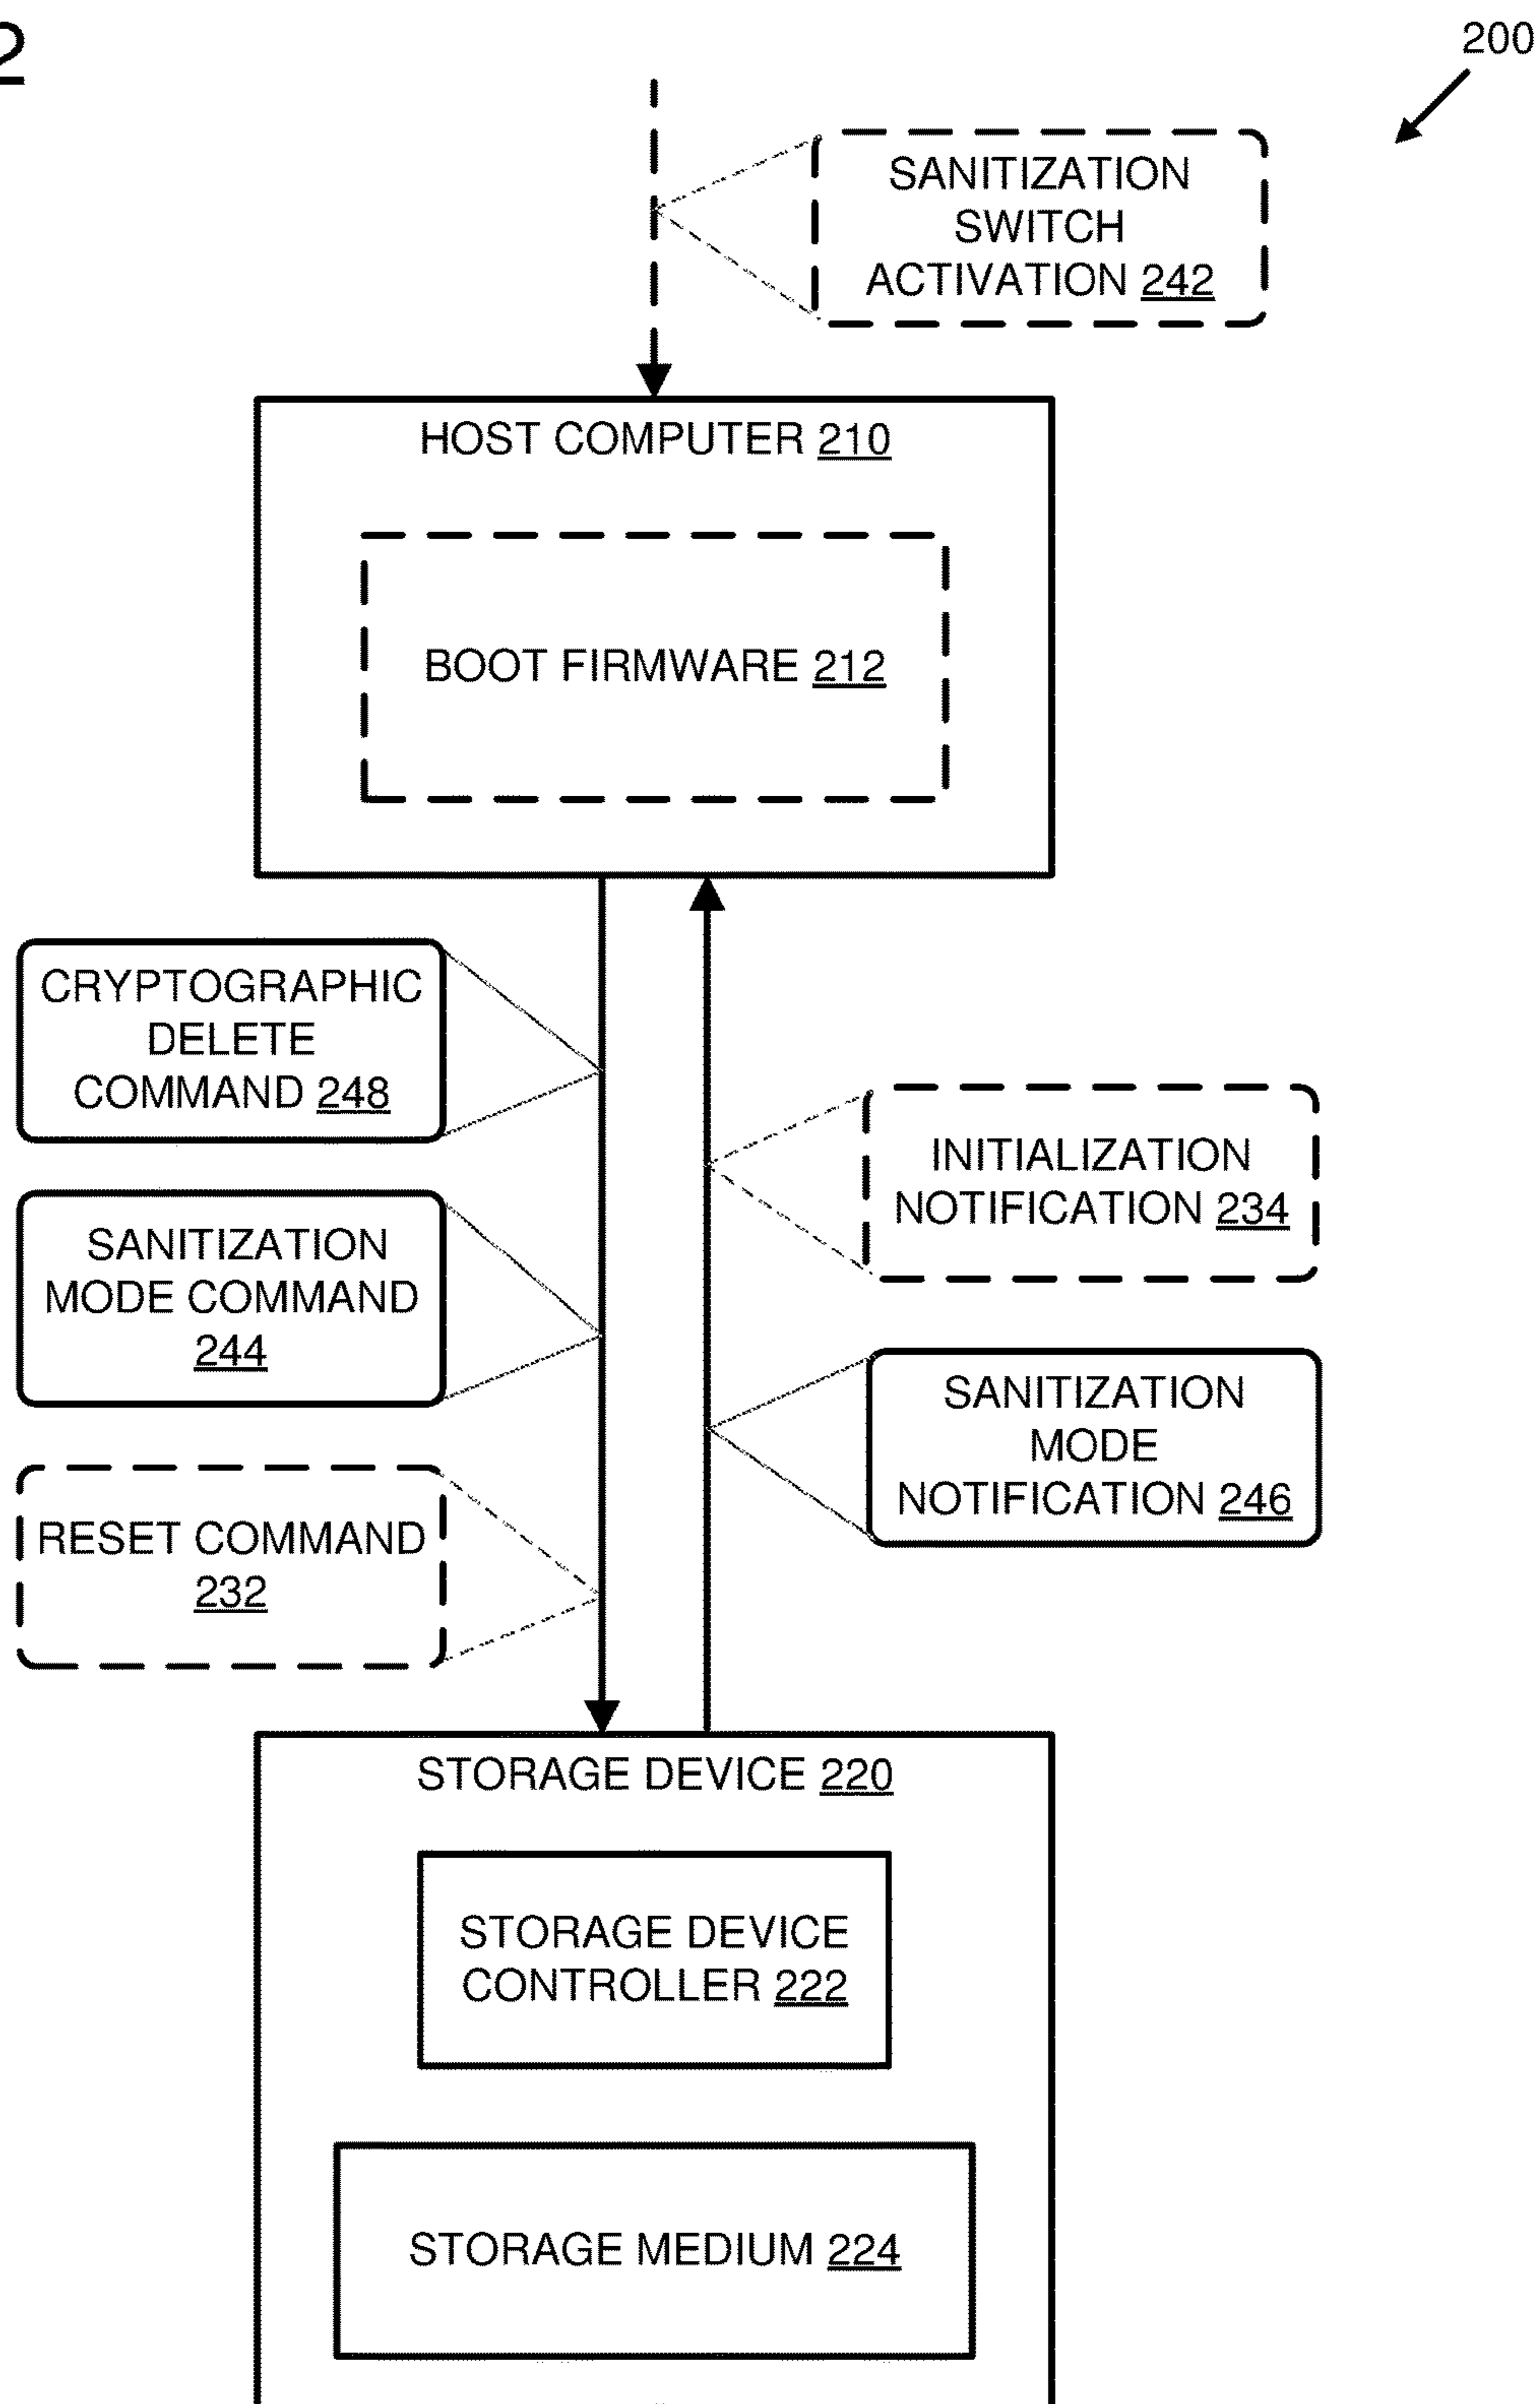 2
200
SANITIZATION
SWITCH
ACTIVATION 242
HOST COMPUTER 210
BOOT FIRMWARE 212
CRYPTOGRAPHIC
DELETE
COMMAND 248
INITIALIZATION
NOTIFICATION 234
SANITIZATION
MODE COMMAND
244
SANITIZATION
MODE
NOTIFICATION 246
RESET COMMAND
232
STORAGE DEVICE 220
STORAGE DEVICE
CONTROLLER 222
STORAGE MEDIUM 224